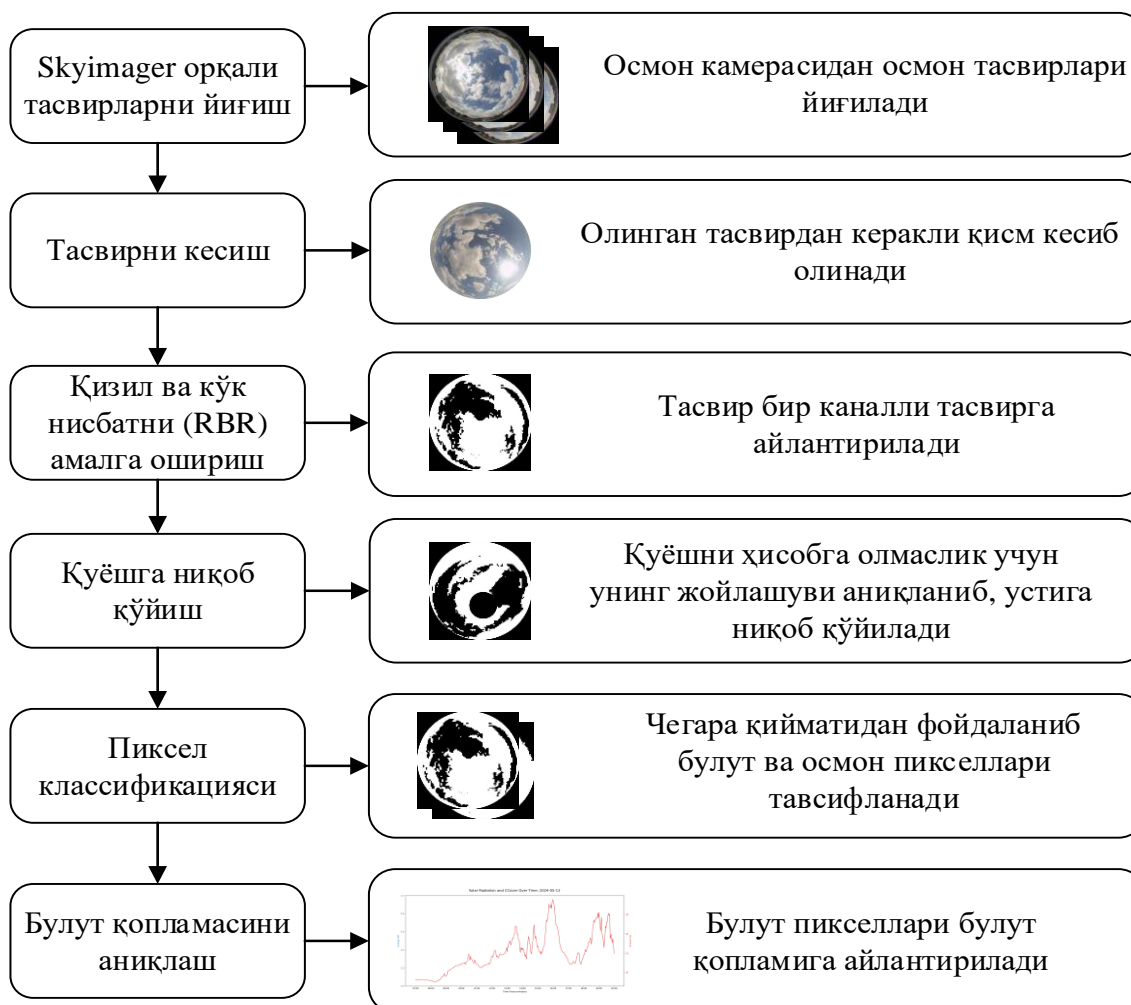 Skyimager орқали
тасвирларни йиғиш
Осмон камерасидан осмон тасвирлари
йиғилади
Тасвирни кесиш
Олинган тасвирдан керакли қисм кесиб
олинади
Қизил ва кўк
нисбатни (RBR)
амалга ошириш
Тасвир бир каналли тасвирга
айлантирилади
Қуёшга ниқоб
қўйиш
Қуёшни ҳисобга олмаслик учун
унинг жойлашуви аниқланиб, устига
ниқоб қўйилади
Пиксел
классификацияси
Чегара қийматидан фойдаланиб
булут ва осмон пикселлари
тавсифланади
Булут қопламасини
аниқлаш
Булут пикселлари булут
қопламига айлантирилади